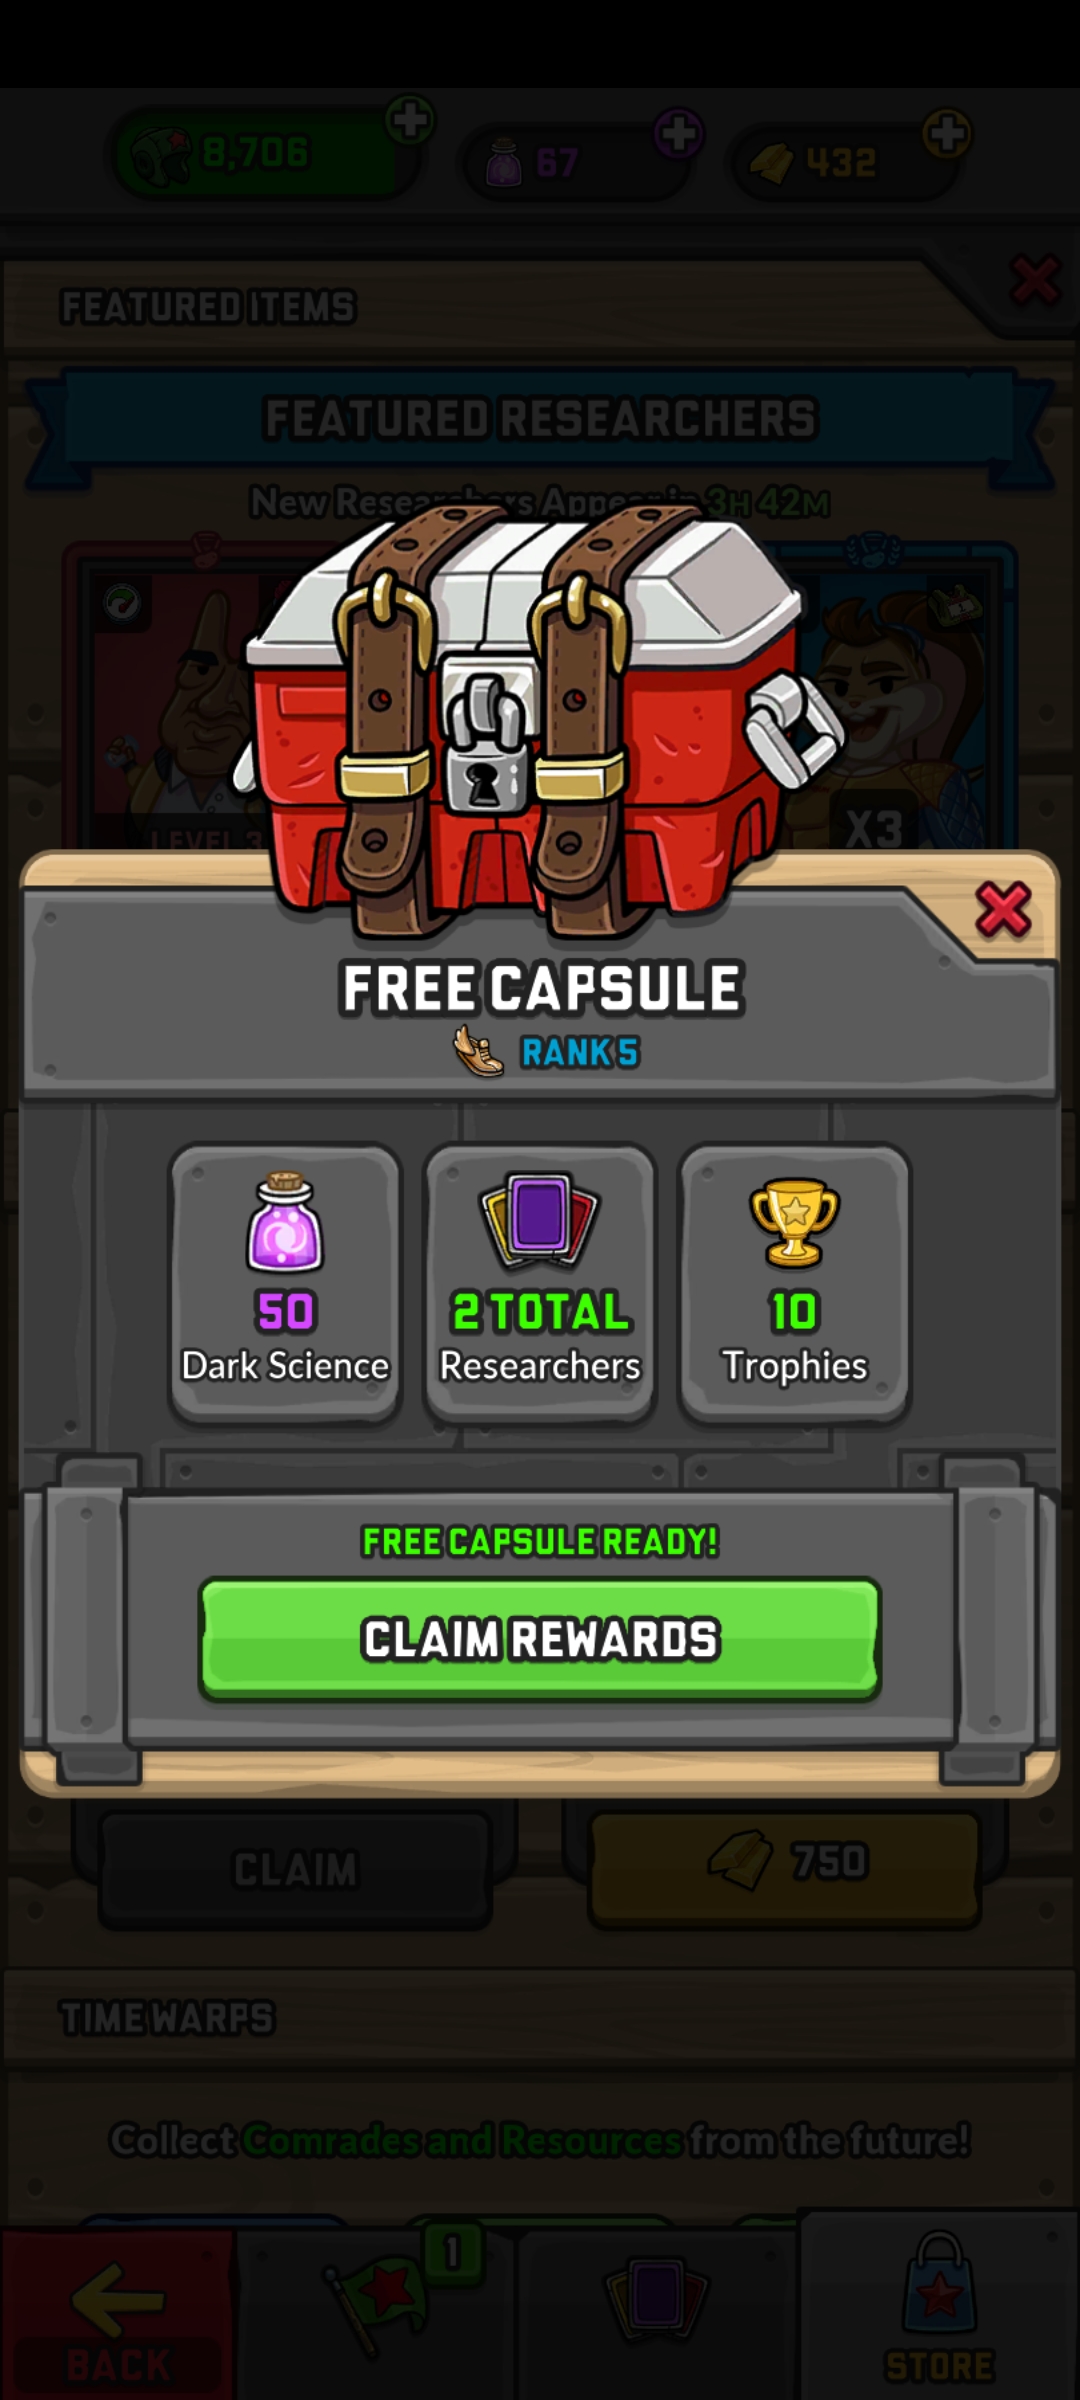 8,706
67
432
FEATURED ITEMS
FEATURED RESEARCHERS
New Researchers Appear in 3H 42M
LEVEL 3
X3
FREE CAPSULE
RANK 5
50
Dark Science
2 TOTAL
Researchers
10
Trophies
FREE CAPSULE READY!
CLAIM REWARDS
CLAIM
750
TIME WARPS
Collect Comrades and Resources from the future!
1
BACK
STORE